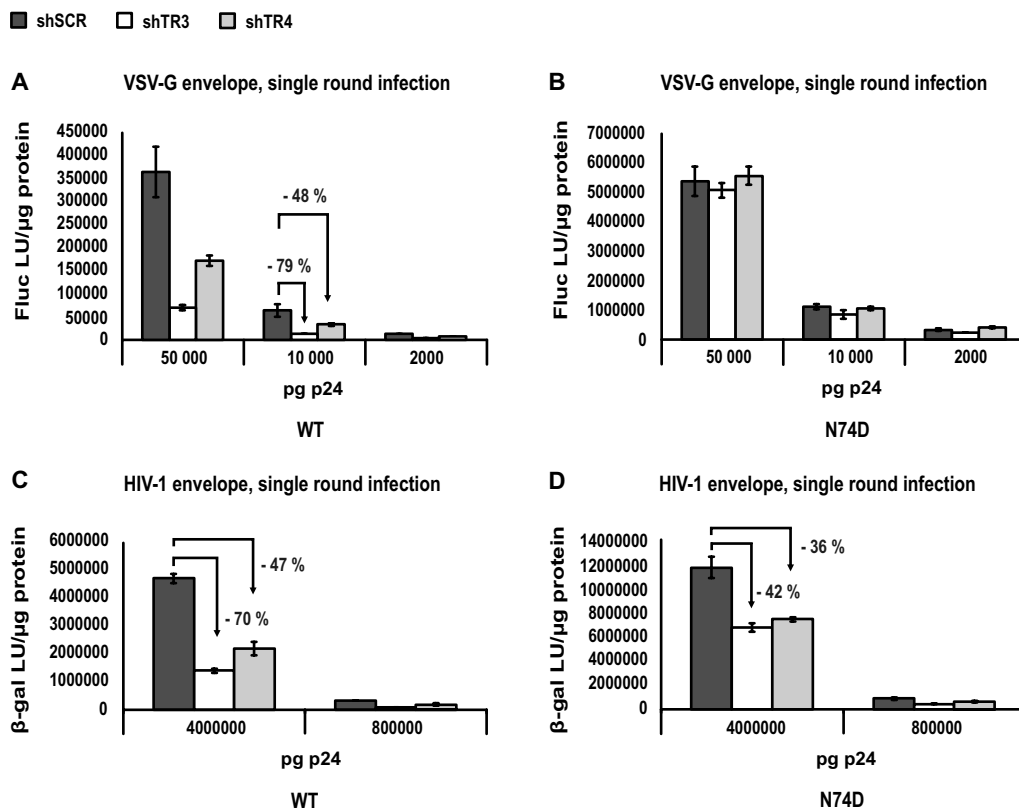 shSCR shTR3 shTR4
A VSV-G envelope, single round infection
Fluc LU/µg protein
450000
400000
350000
300000
250000
200000
150000
100000
50000
0
- 48 %
- 79 %
50 000 10 000 2000
pg p24
WT
B VSV-G envelope, single round infection
Fluc LU/µg protein
7000000
6000000
5000000
4000000
3000000
2000000
1000000
0
50 000 10 000 2000
pg p24
N74D
C HIV-1 envelope, single round infection
β-gal LU/µg protein
6000000
5000000
4000000
3000000
2000000
1000000
0
- 47 %
- 70 %
4000000 800000
pg p24
WT
D HIV-1 envelope, single round infection
β-gal LU/µg protein
14000000
12000000
10000000
8000000
6000000
4000000
2000000
0
- 36 %
- 42 %
4000000 800000
pg p24
N74D